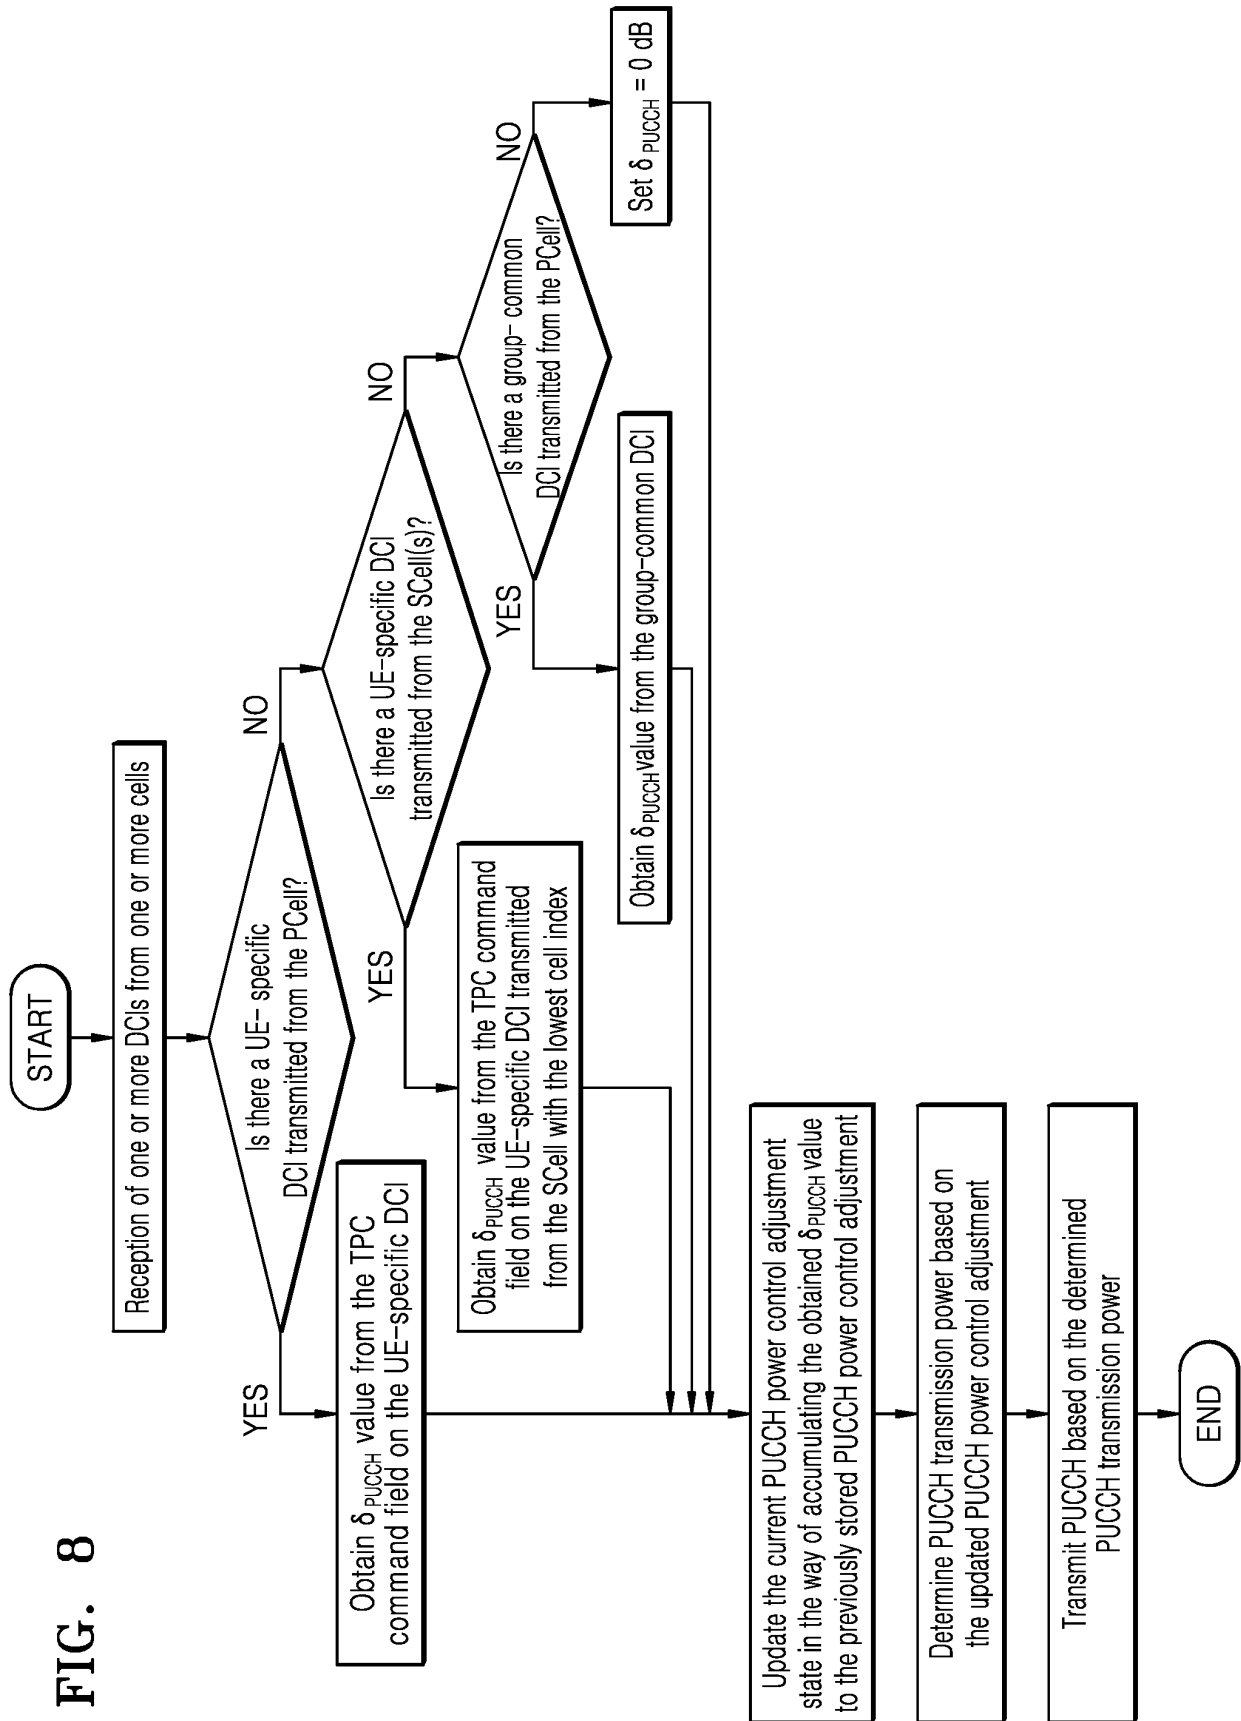 FIG. 8
START
Reception of one or more DCIs from one or more cells
Is there a UE- specific
DCI transmitted from the PCell?
YES
NO
Obtain δPUCCH value from the TPC
command field on the UE-specific DCI
Is there a UE-specific DCI
transmitted from the SCell(s)?
YES
NO
Obtain δPUCCH value from the TPC command
field on the UE-specific DCI transmitted
from the SCell with the lowest cell index
Is there a group- common
DCI transmitted from the PCell?
YES
NO
Obtain δPUCCH value from the group-common DCI
Set δPUCCH = 0 dB
Update the current PUCCH power control adjustment
state in the way of accumulating the obtained δPUCCH value
to the previously stored PUCCH power control adjustment
Determine PUCCH transmission power based on
the updated PUCCH power control adjustment
Transmit PUCCH based on the determined
PUCCH transmission power
END